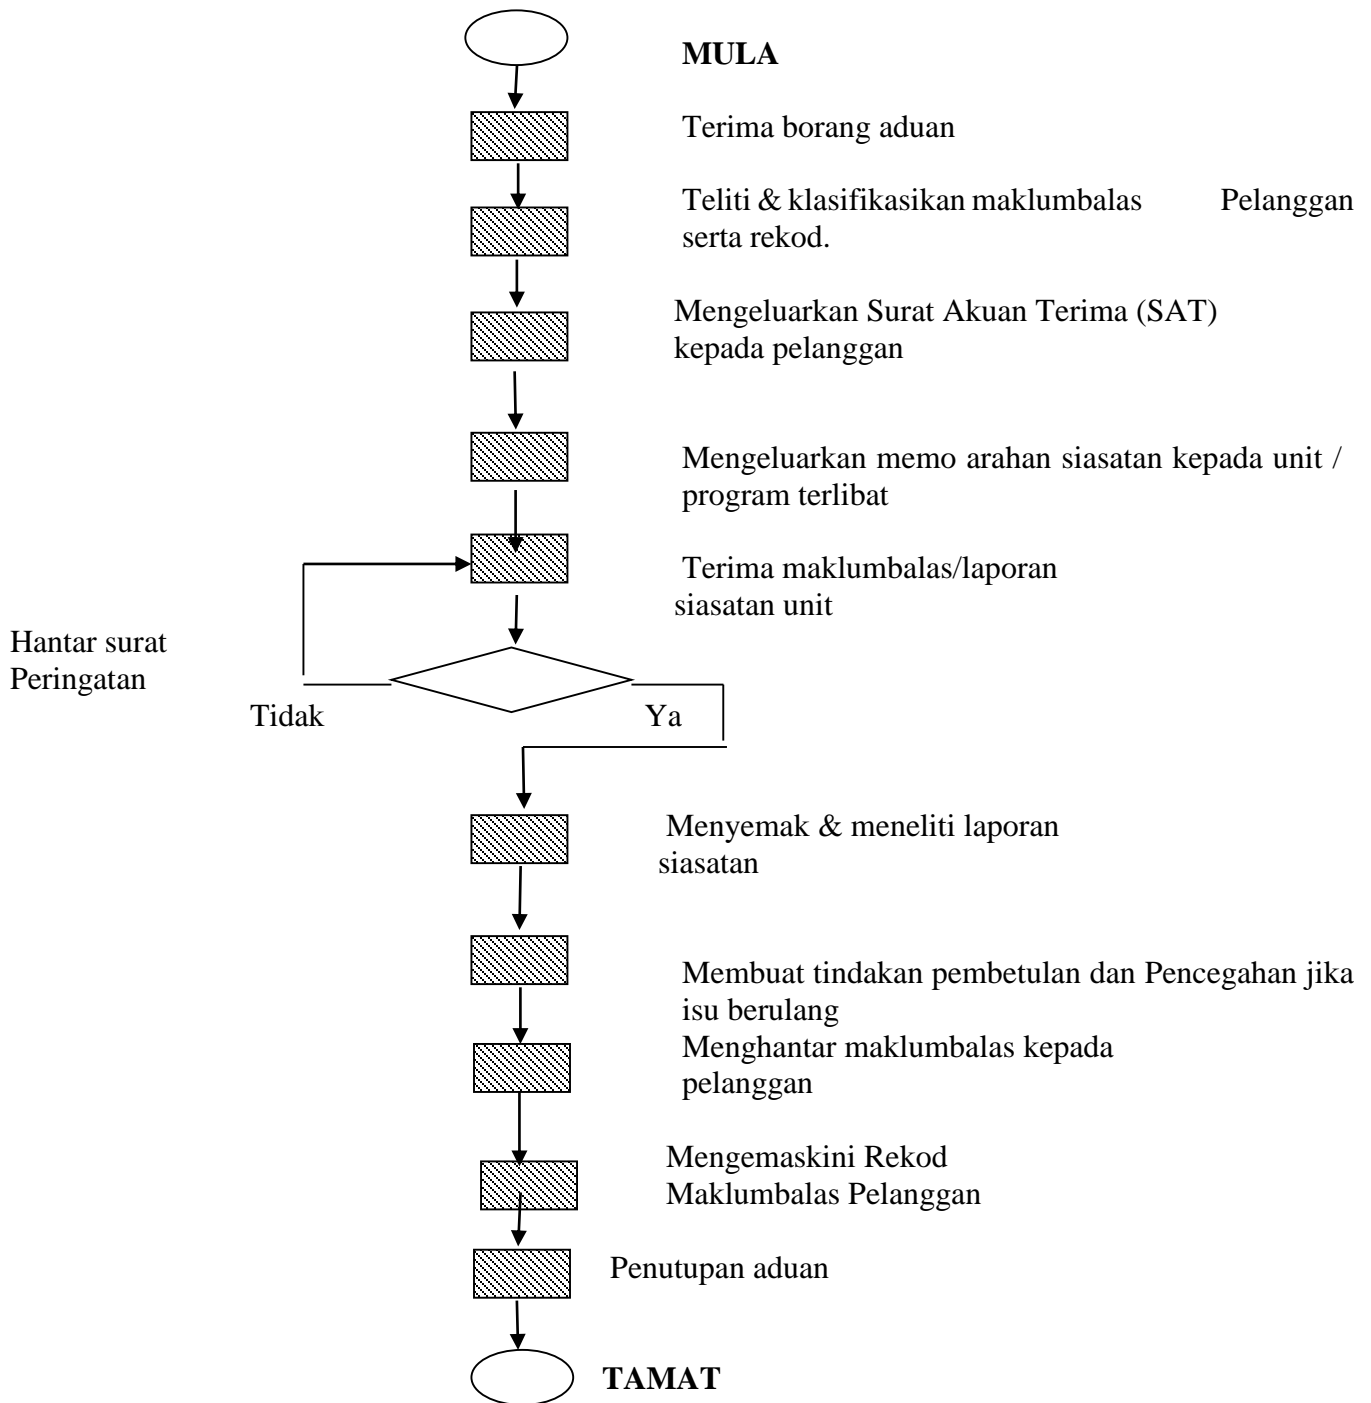 MULA
Terima borang aduan
Teliti & klasifikasikan maklumbalas Pelanggan
serta rekod.
Mengeluarkan Surat Akuan Terima (SAT)
kepada pelanggan
Mengeluarkan memo arahan siasatan kepada unit /
program terlibat
Terima maklumbalas/laporan
siasatan unit
Hantar surat
Peringatan
Tidak
Ya
Menyemak & meneliti laporan
siasatan
Membuat tindakan pembetulan dan Pencegahan jika
isu berulang
Menghantar maklumbalas kepada
pelanggan
Mengemaskini Rekod
Maklumbalas Pelanggan
Penutupan aduan
TAMAT